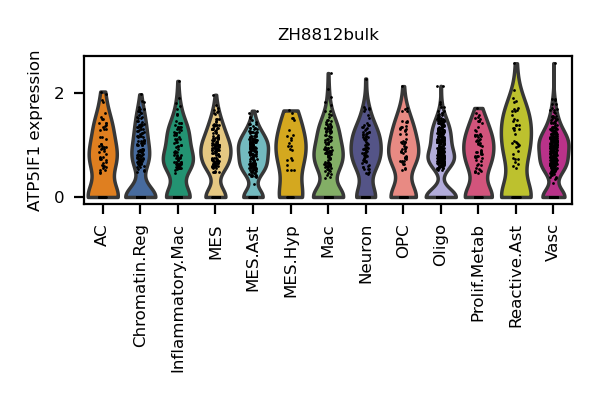 ZH8812bulk
ATP5IF1 expression
2
0
AC
Chromatin.Reg
Inflammatory.Mac
MES
MES.Ast
MES.Hyp
Mac
Neuron
OPC
Oligo
Prolif.Metab
Reactive.Ast
Vasc